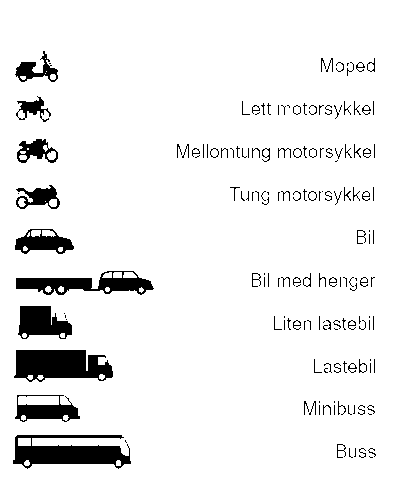 Moped
Lett motorsykkel
Mellomtung motorsykkel
Tung motorsykkel
Bil
Bil med henger
Liten lastebil
Lastebil
Minibuss
Buss